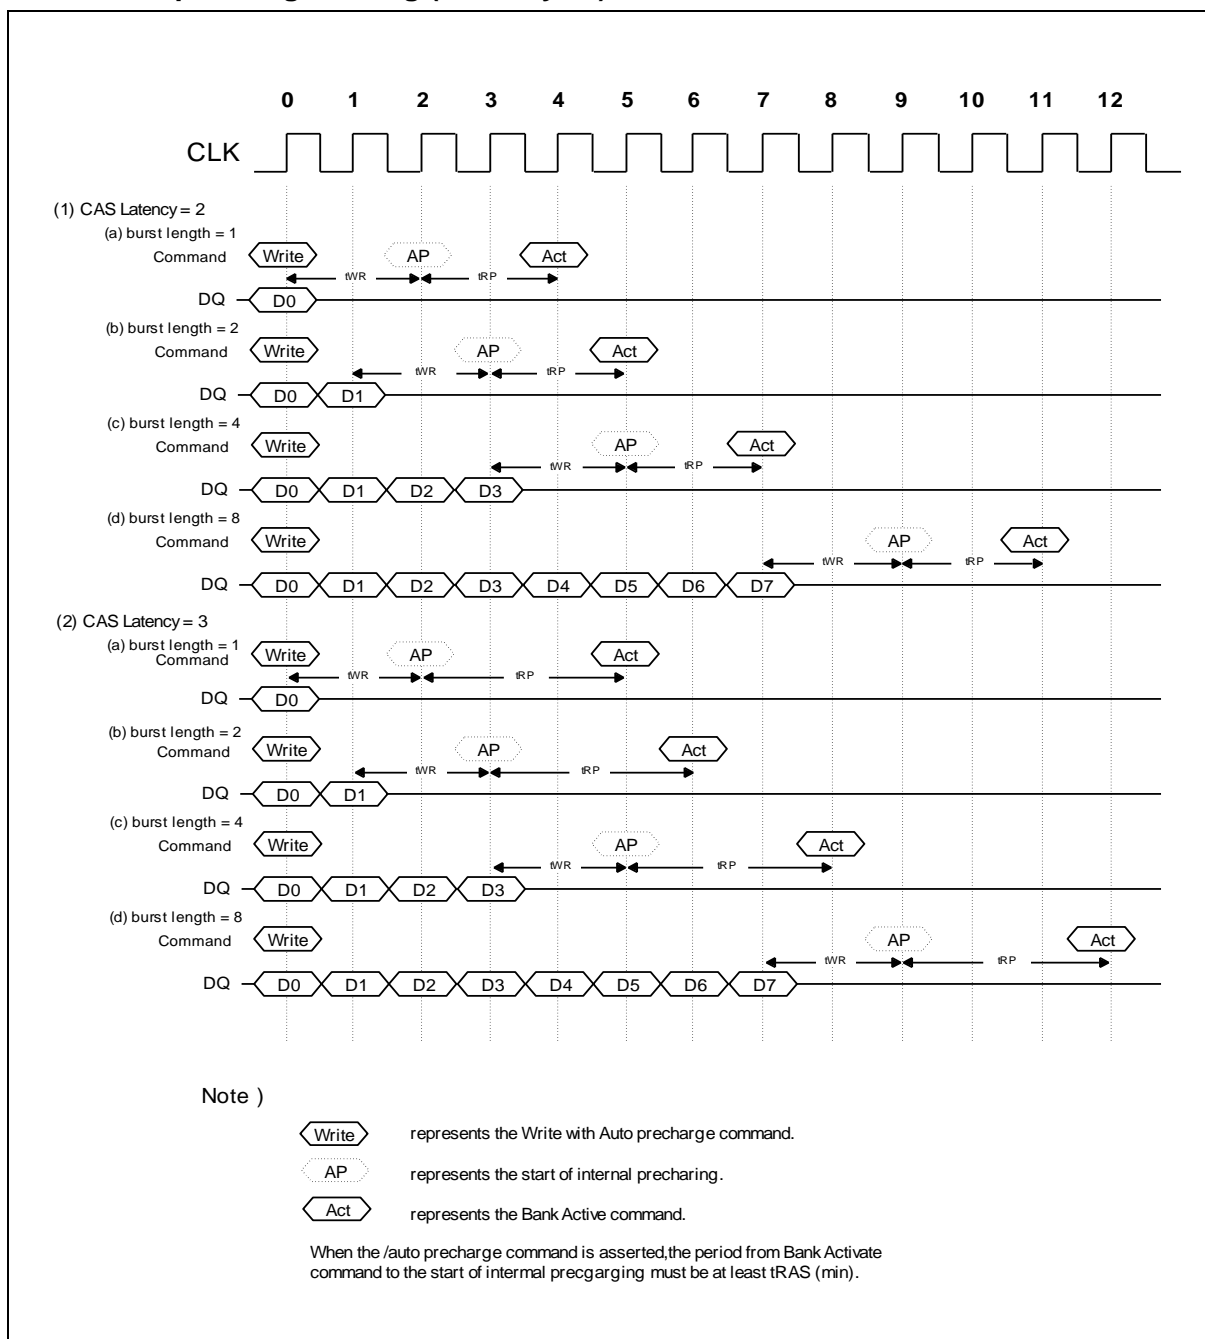 0 1 2 3 4 5 6 7 8 9 10 11 12
CLK
(1) CAS Latency = 2
(a) burst length = 1
Command Write AP Act
tWR tRP
DQ D0
(b) burst length = 2
Command Write AP Act
tWR tRP
DQ D0 D1
(c) burst length = 4
Command Write AP Act
tWR tRP
DQ D0 D1 D2 D3
(d) burst length = 8
Command Write AP Act
tWR tRP
DQ D0 D1 D2 D3 D4 D5 D6 D7
(2) CAS Latency = 3
(a) burst length = 1
Command Write AP Act
tWR tRP
DQ D0
(b) burst length = 2
Command Write AP Act
tWR tRP
DQ D0 D1
(c) burst length = 4
Command Write AP Act
tWR tRP
DQ D0 D1 D2 D3
(d) burst length = 8
Command Write AP Act
tWR tRP
DQ D0 D1 D2 D3 D4 D5 D6 D7
Note )
Write represents the Write with Auto precharge command.
AP represents the start of internal precharing.
Act represents the Bank Active command.
When the /auto precharge command is asserted,the period from Bank Activate
command to the start of intermal precgarging must be at least tRAS (min).